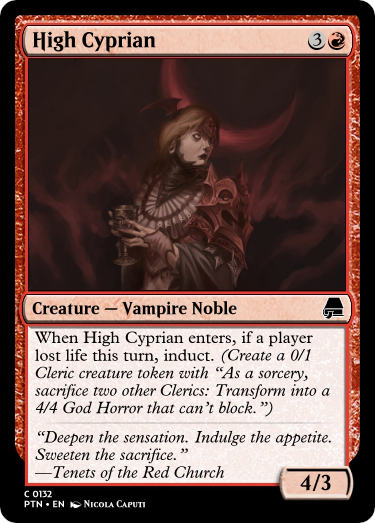 High Cyprian 3
Creature — Vampire Noble
When High Cyprian enters, if a player
lost life this turn, induct. (Create a 0/1
Cleric creature token with “As a sorcery,
sacrifice two other Clerics: Transform into a
4/4 God Horror that can’t block.”)
“Deepen the sensation. Indulge the appetite.
Sweeten the sacrifice.”
—Tenets of the Red Church
4/3
C 0132
PTN • EN Nicola Caputi